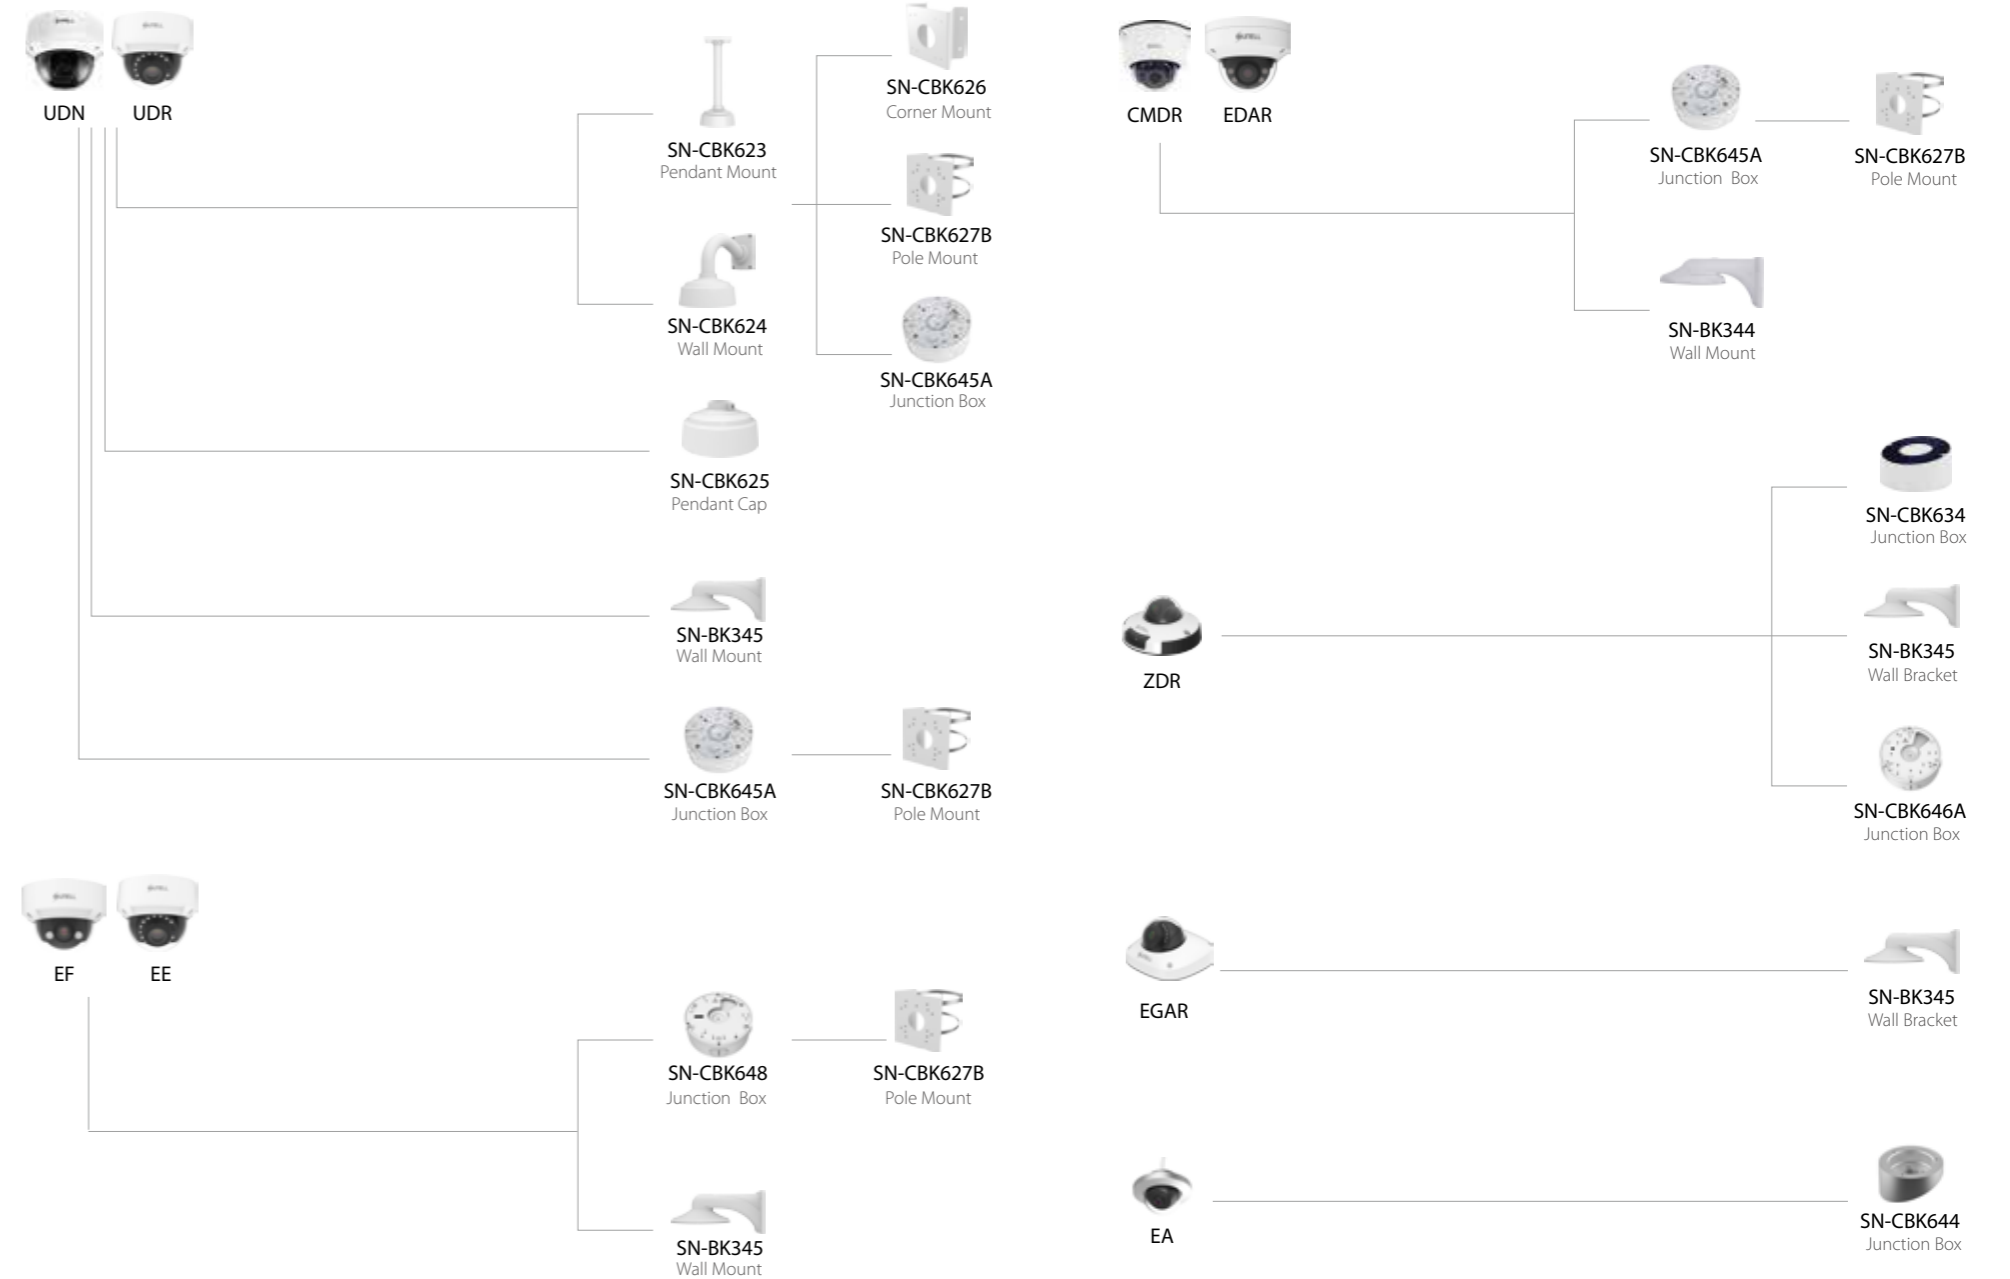 UDN
UDR
SN-CBK623
Pendant Mount
SN-CBK626
Corner Mount
SN-CBK627B
Pole Mount
SN-CBK624
Wall Mount
SN-CBK645A
Junction Box
SN-CBK625
Pendant Cap
SN-BK345
Wall Mount
SN-CBK645A
Junction Box
SN-CBK627B
Pole Mount
EF
EE
SN-CBK648
Junction Box
SN-CBK627B
Pole Mount
SN-BK345
Wall Mount
CMDR
EDAR
SN-CBK645A
Junction Box
SN-CBK627B
Pole Mount
SN-BK344
Wall Mount
ZDR
SN-CBK634
Junction Box
SN-BK345
Wall Bracket
SN-CBK646A
Junction Box
EGAR
SN-BK345
Wall Bracket
EA
SN-CBK644
Junction Box